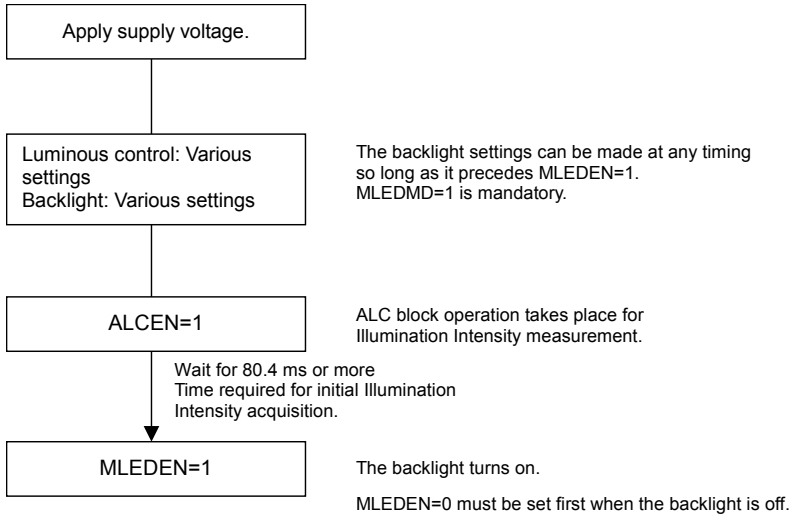 Apply supply voltage.
Luminous control: Various
settings
Backlight: Various settings
The backlight settings can be made at any timing
so long as it precedes MLEDEN=1.
MLEDMD=1 is mandatory.
ALCEN=1
ALC block operation takes place for
Illumination Intensity measurement.
Wait for 80.4 ms or more
Time required for initial Illumination
Intensity acquisition.
MLEDEN=1
The backlight turns on.
MLEDEN=0 must be set first when the backlight is off.